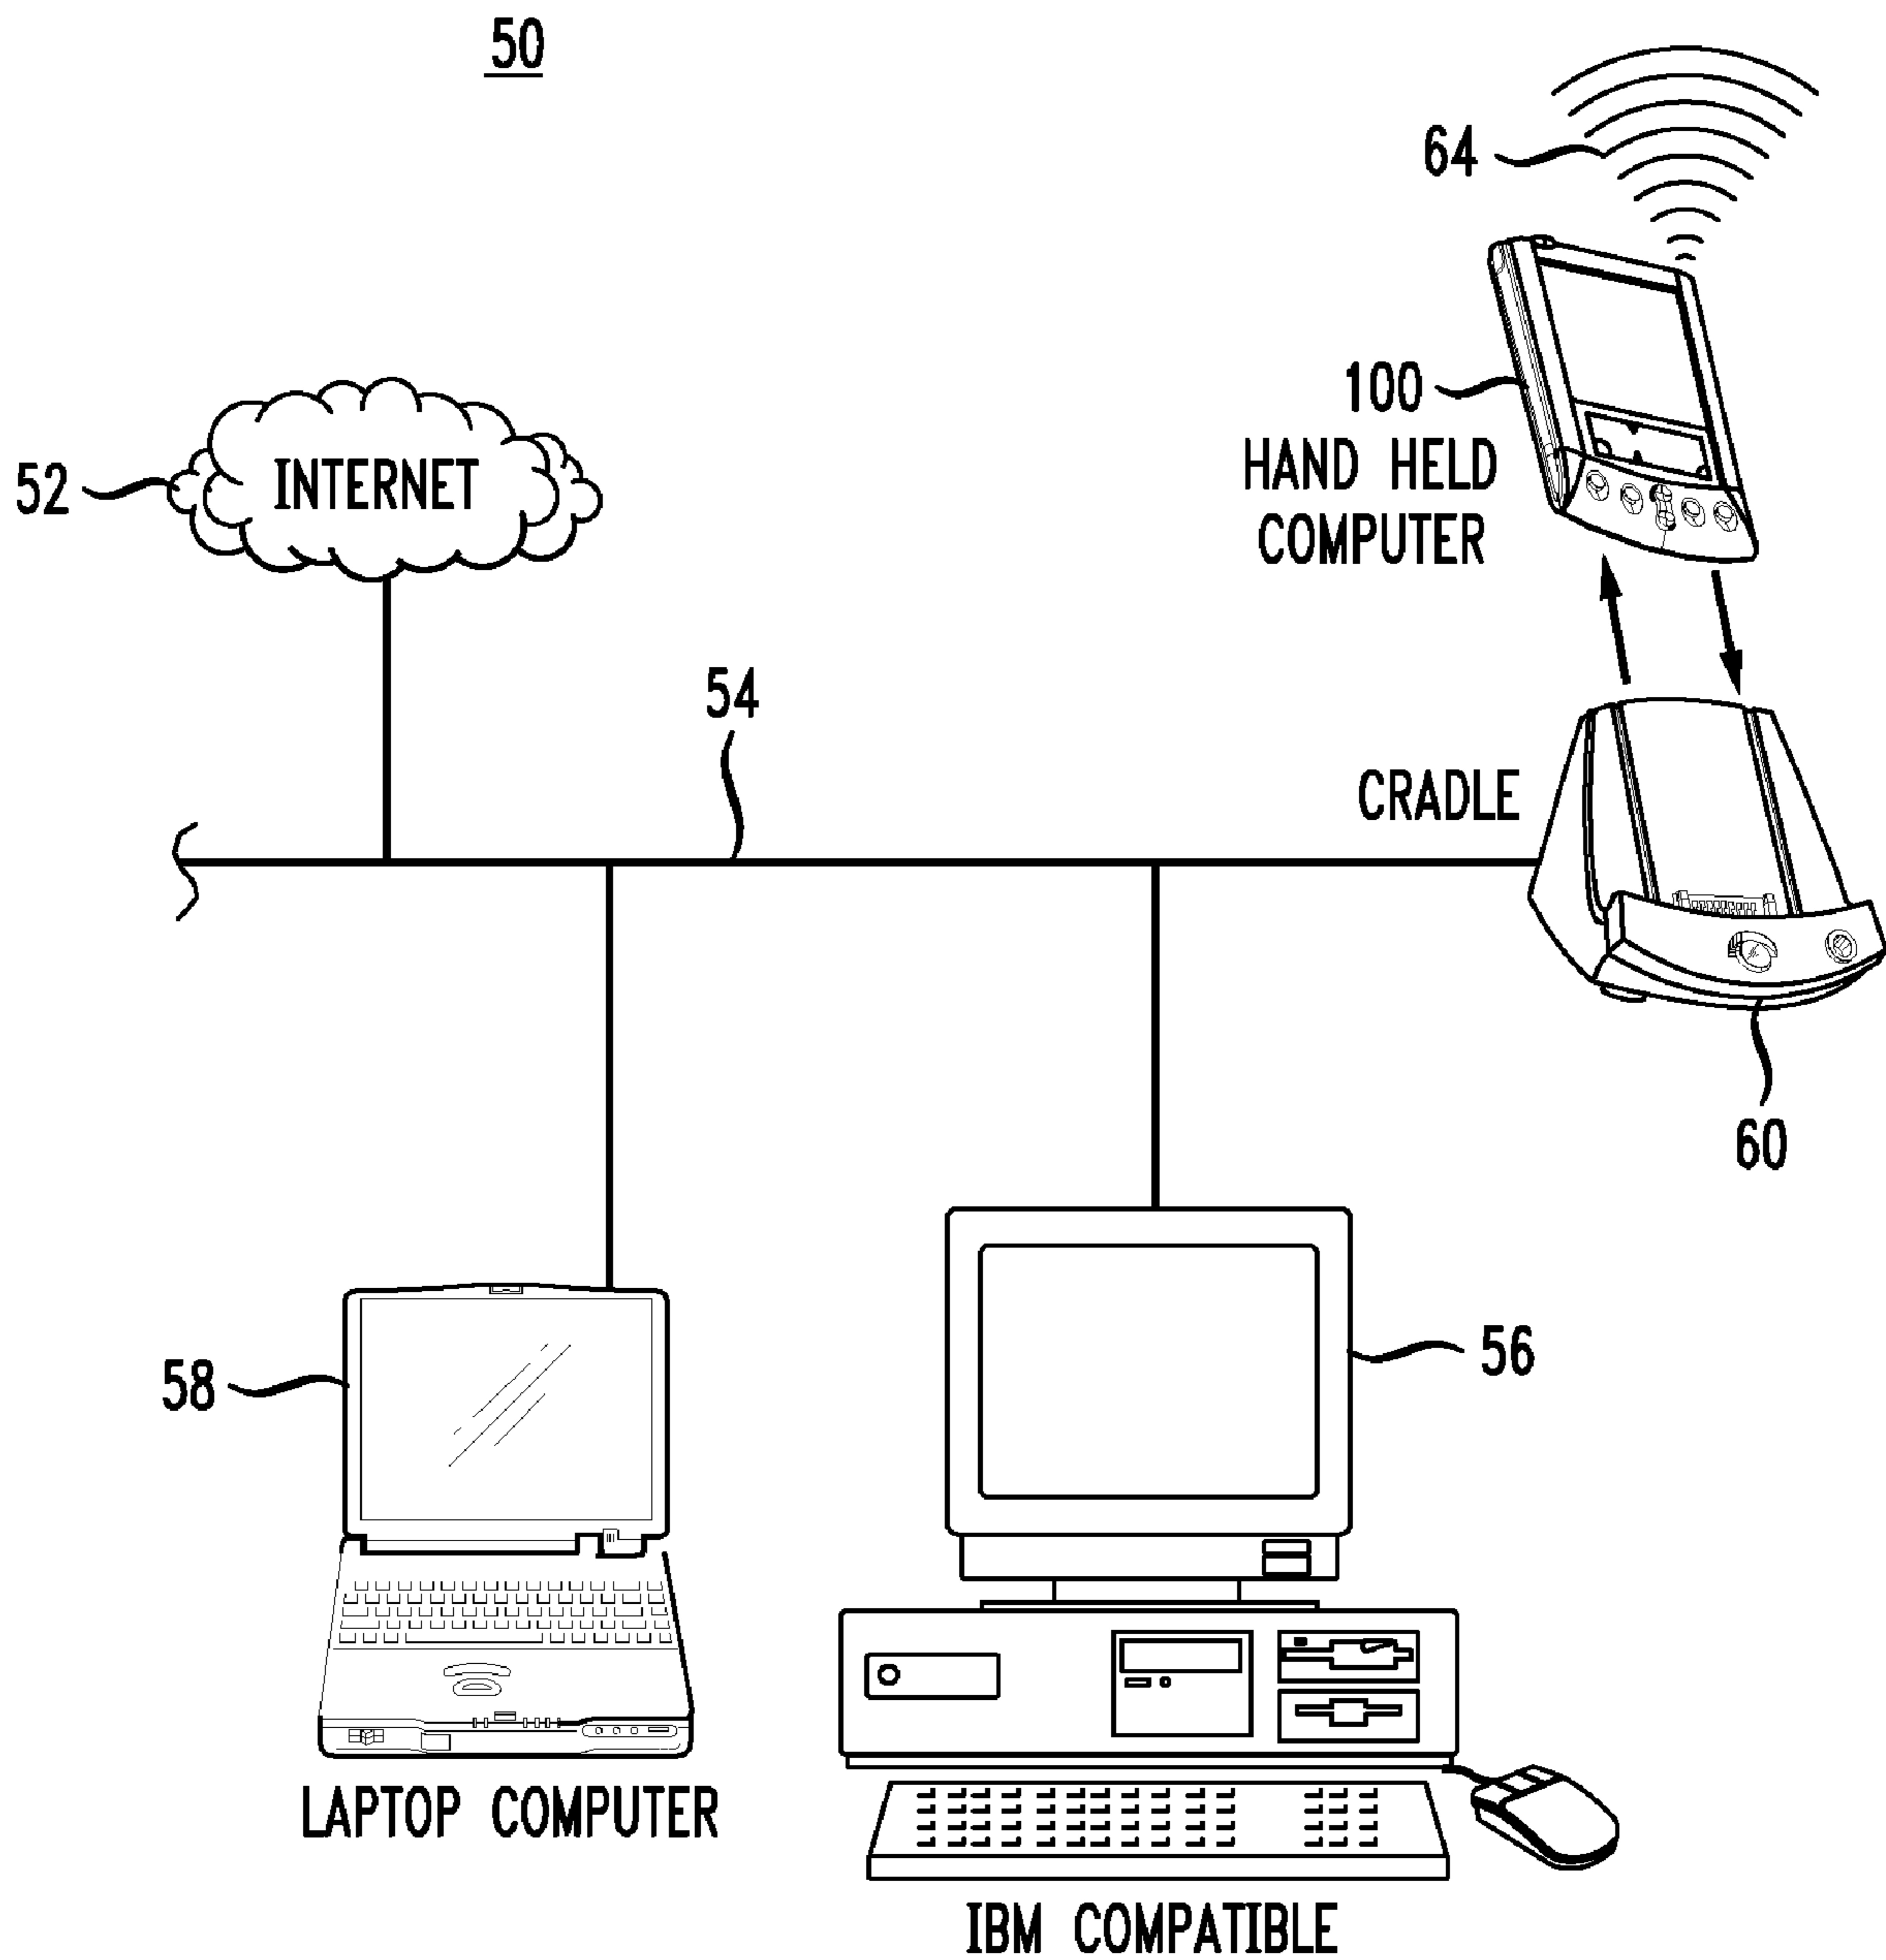 50
64
100
HAND HELD
COMPUTER
52
INTERNET
54
CRADLE
60
58
56
LAPTOP COMPUTER
IBM COMPATIBLE